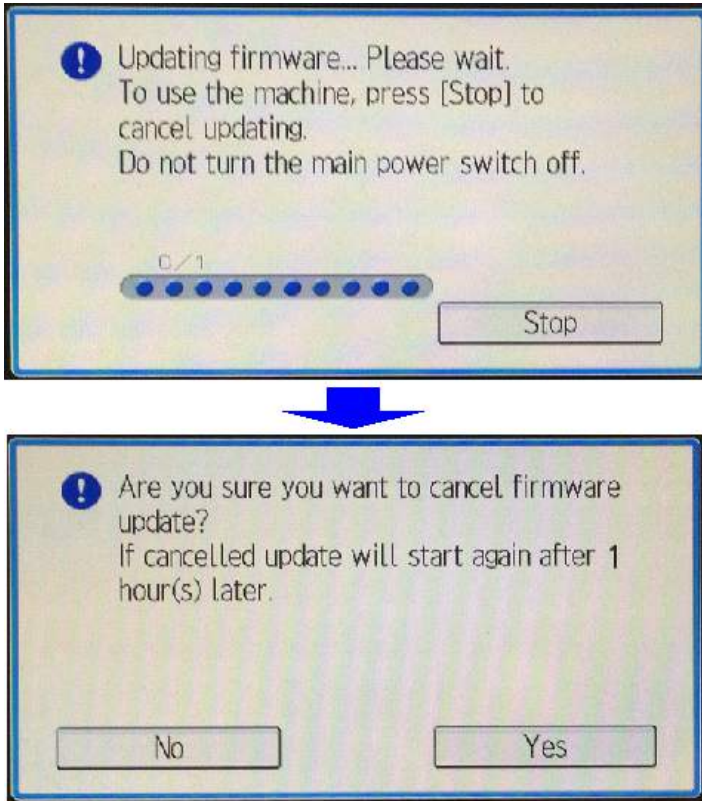 Updating firmware... Please wait.
To use the machine, press [Stop] to
cancel updating.
Do not turn the main power switch off.
0/1
Stop
Are you sure you want to cancel firmware
update?
If cancelled update will start again after 1
hour(s) later.
No
Yes